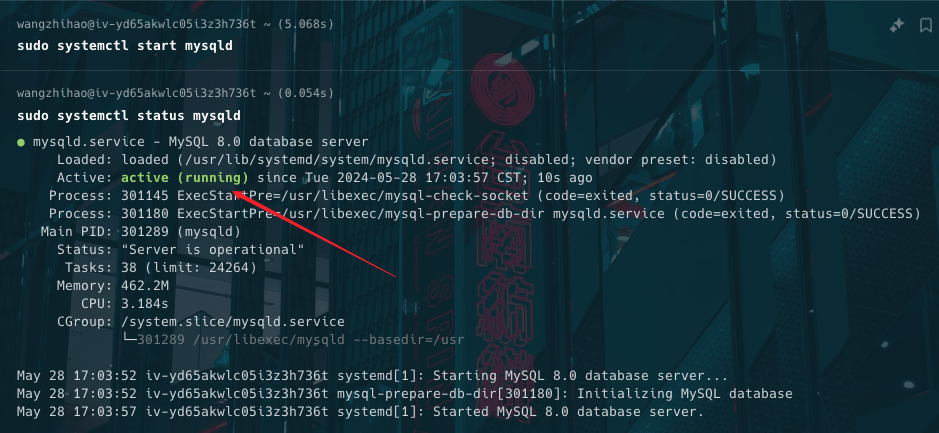 wangzhihao@iv-yd65akwlc05i3z3h736t ~ (5.068s)
sudo systemctl start mysqld
wangzhihao@iv-yd65akwlc05i3z3h736t ~ (0.054s)
sudo systemctl status mysqld
● mysqld.service - MySQL 8.0 database server
Loaded: loaded (/usr/lib/systemd/system/mysqld.service; disabled; vendor preset: disabled)
Active: active (running) since Tue 2024-05-28 17:03:57 CST; 10s ago
Process: 301145 ExecStartPre=/usr/libexec/mysql-check-socket (code=exited, status=0/SUCCESS)
Process: 301180 ExecStartPre=/usr/libexec/mysql-prepare-db-dir mysqld.service (code=exited, status=0/SUCCESS)
Main PID: 301289 (mysqld)
Status: "Server is operational"
Tasks: 38 (limit: 24264)
Memory: 462.2M
CPU: 3.184s
CGroup: /system.slice/mysqld.service
└─301289 /usr/libexec/mysqld --basedir=/usr
May 28 17:03:52 iv-yd65akwlc05i3z3h736t systemd[1]: Starting MySQL 8.0 database server...
May 28 17:03:52 iv-yd65akwlc05i3z3h736t mysql-prepare-db-dir[301180]: Initializing MySQL database
May 28 17:03:57 iv-yd65akwlc05i3z3h736t systemd[1]: Started MySQL 8.0 database server.